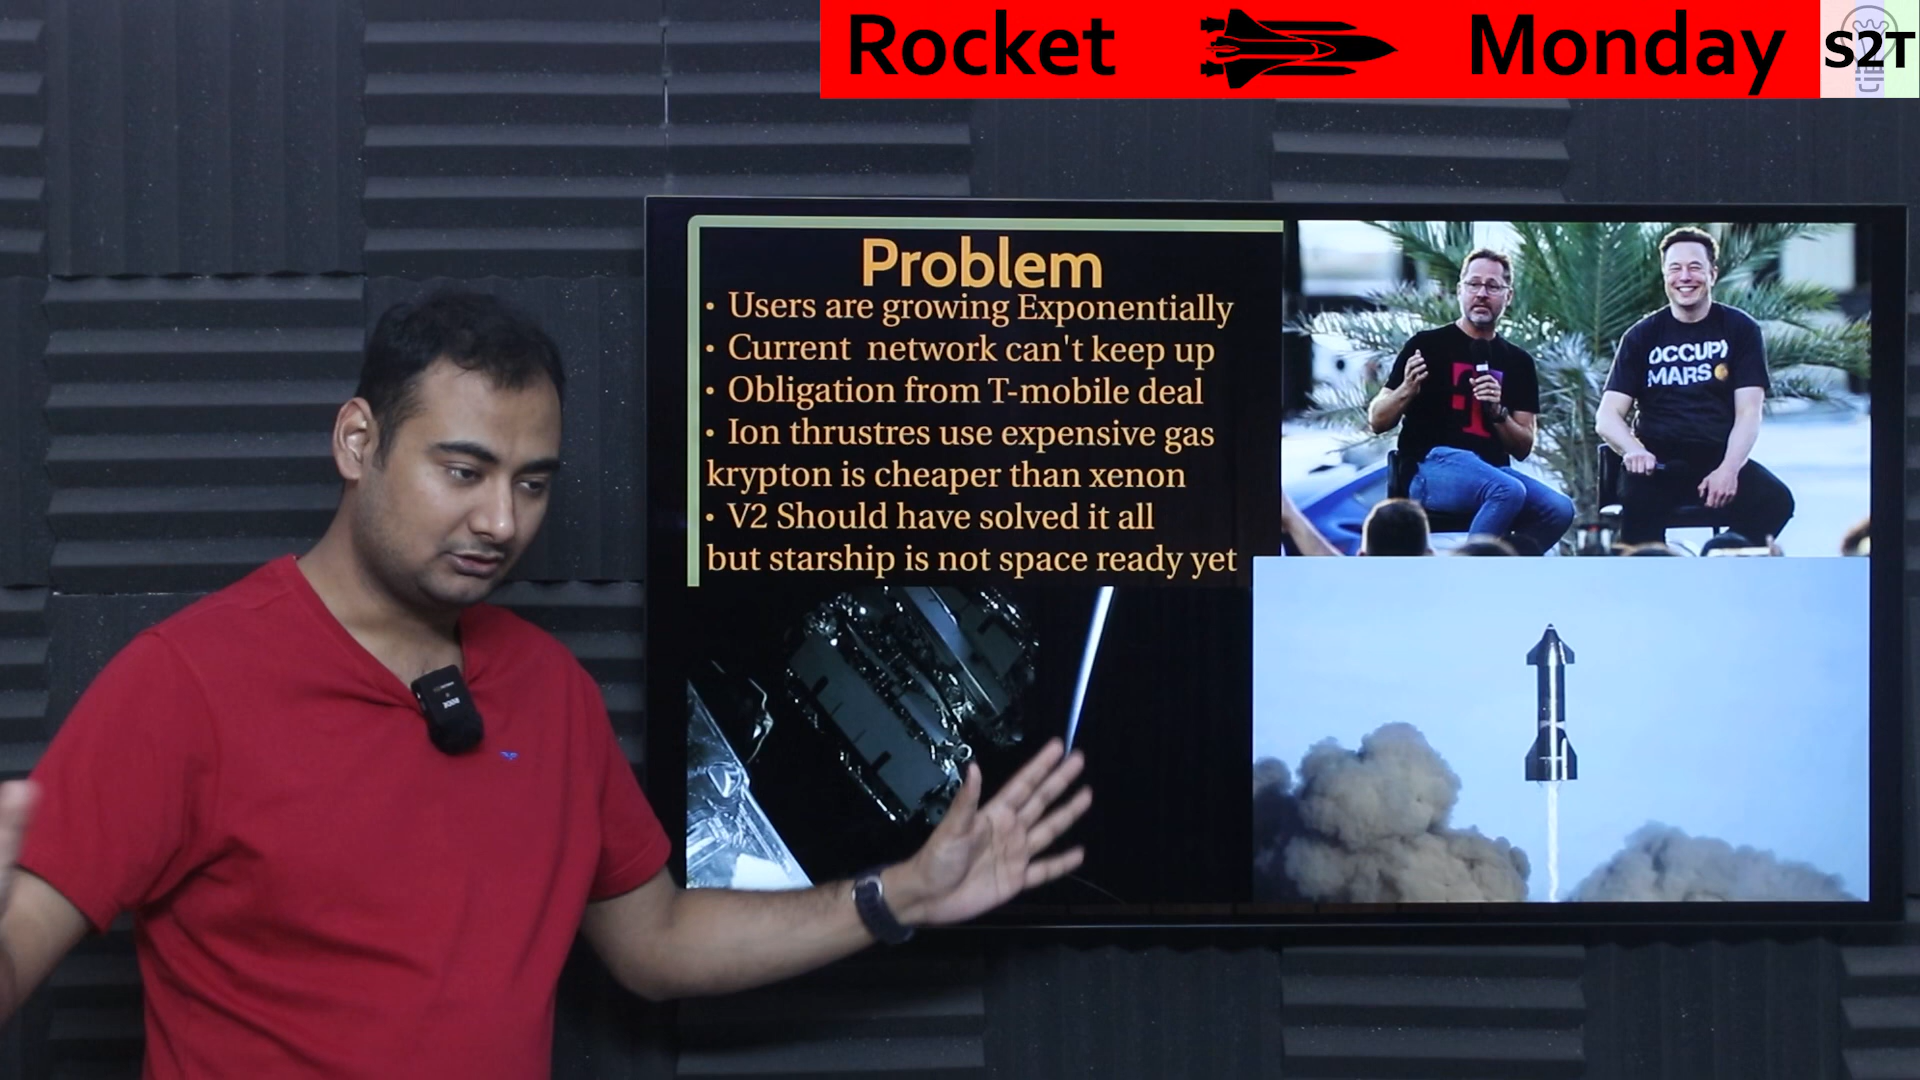 Rocket Monday S2T
Problem
• Users are growing Exponentially
• Current network can't keep up
• Obligation from T-mobile deal
• Ion thrustres use expensive gas
krypton is cheaper than xenon
• V2 Should have solved it all
but starship is not space ready yet
OCCUPY
MARS
T
RODE